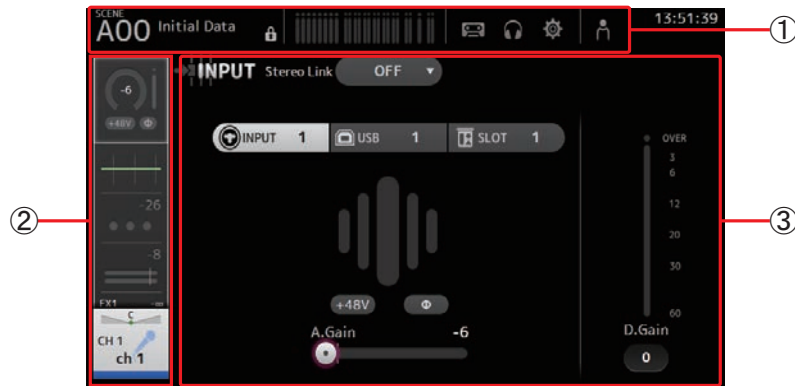 SCENE
A00 Initial Data
13:51:39
①
INPUT Stereo Link OFF
-6
+48V Φ
INPUT 1 USB 1 SLOT 1
OVER
3
6
12
20
30
60
-26
-8
FX1 -∞
C
CH 1
ch 1
②
③
+48V Φ
A.Gain -6
D.Gain
0